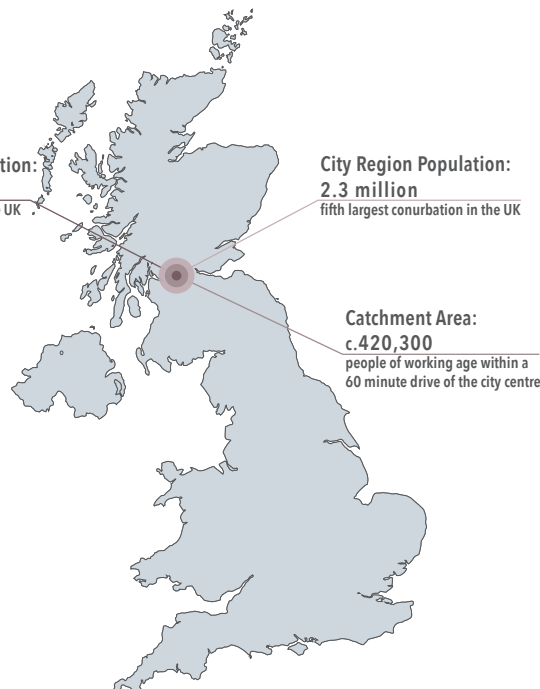 tion:
UK
City Region Population:
2.3 million
fifth largest conurbation in the UK
Catchment Area:
c.420,300
people of working age within a
60 minute drive of the city centre